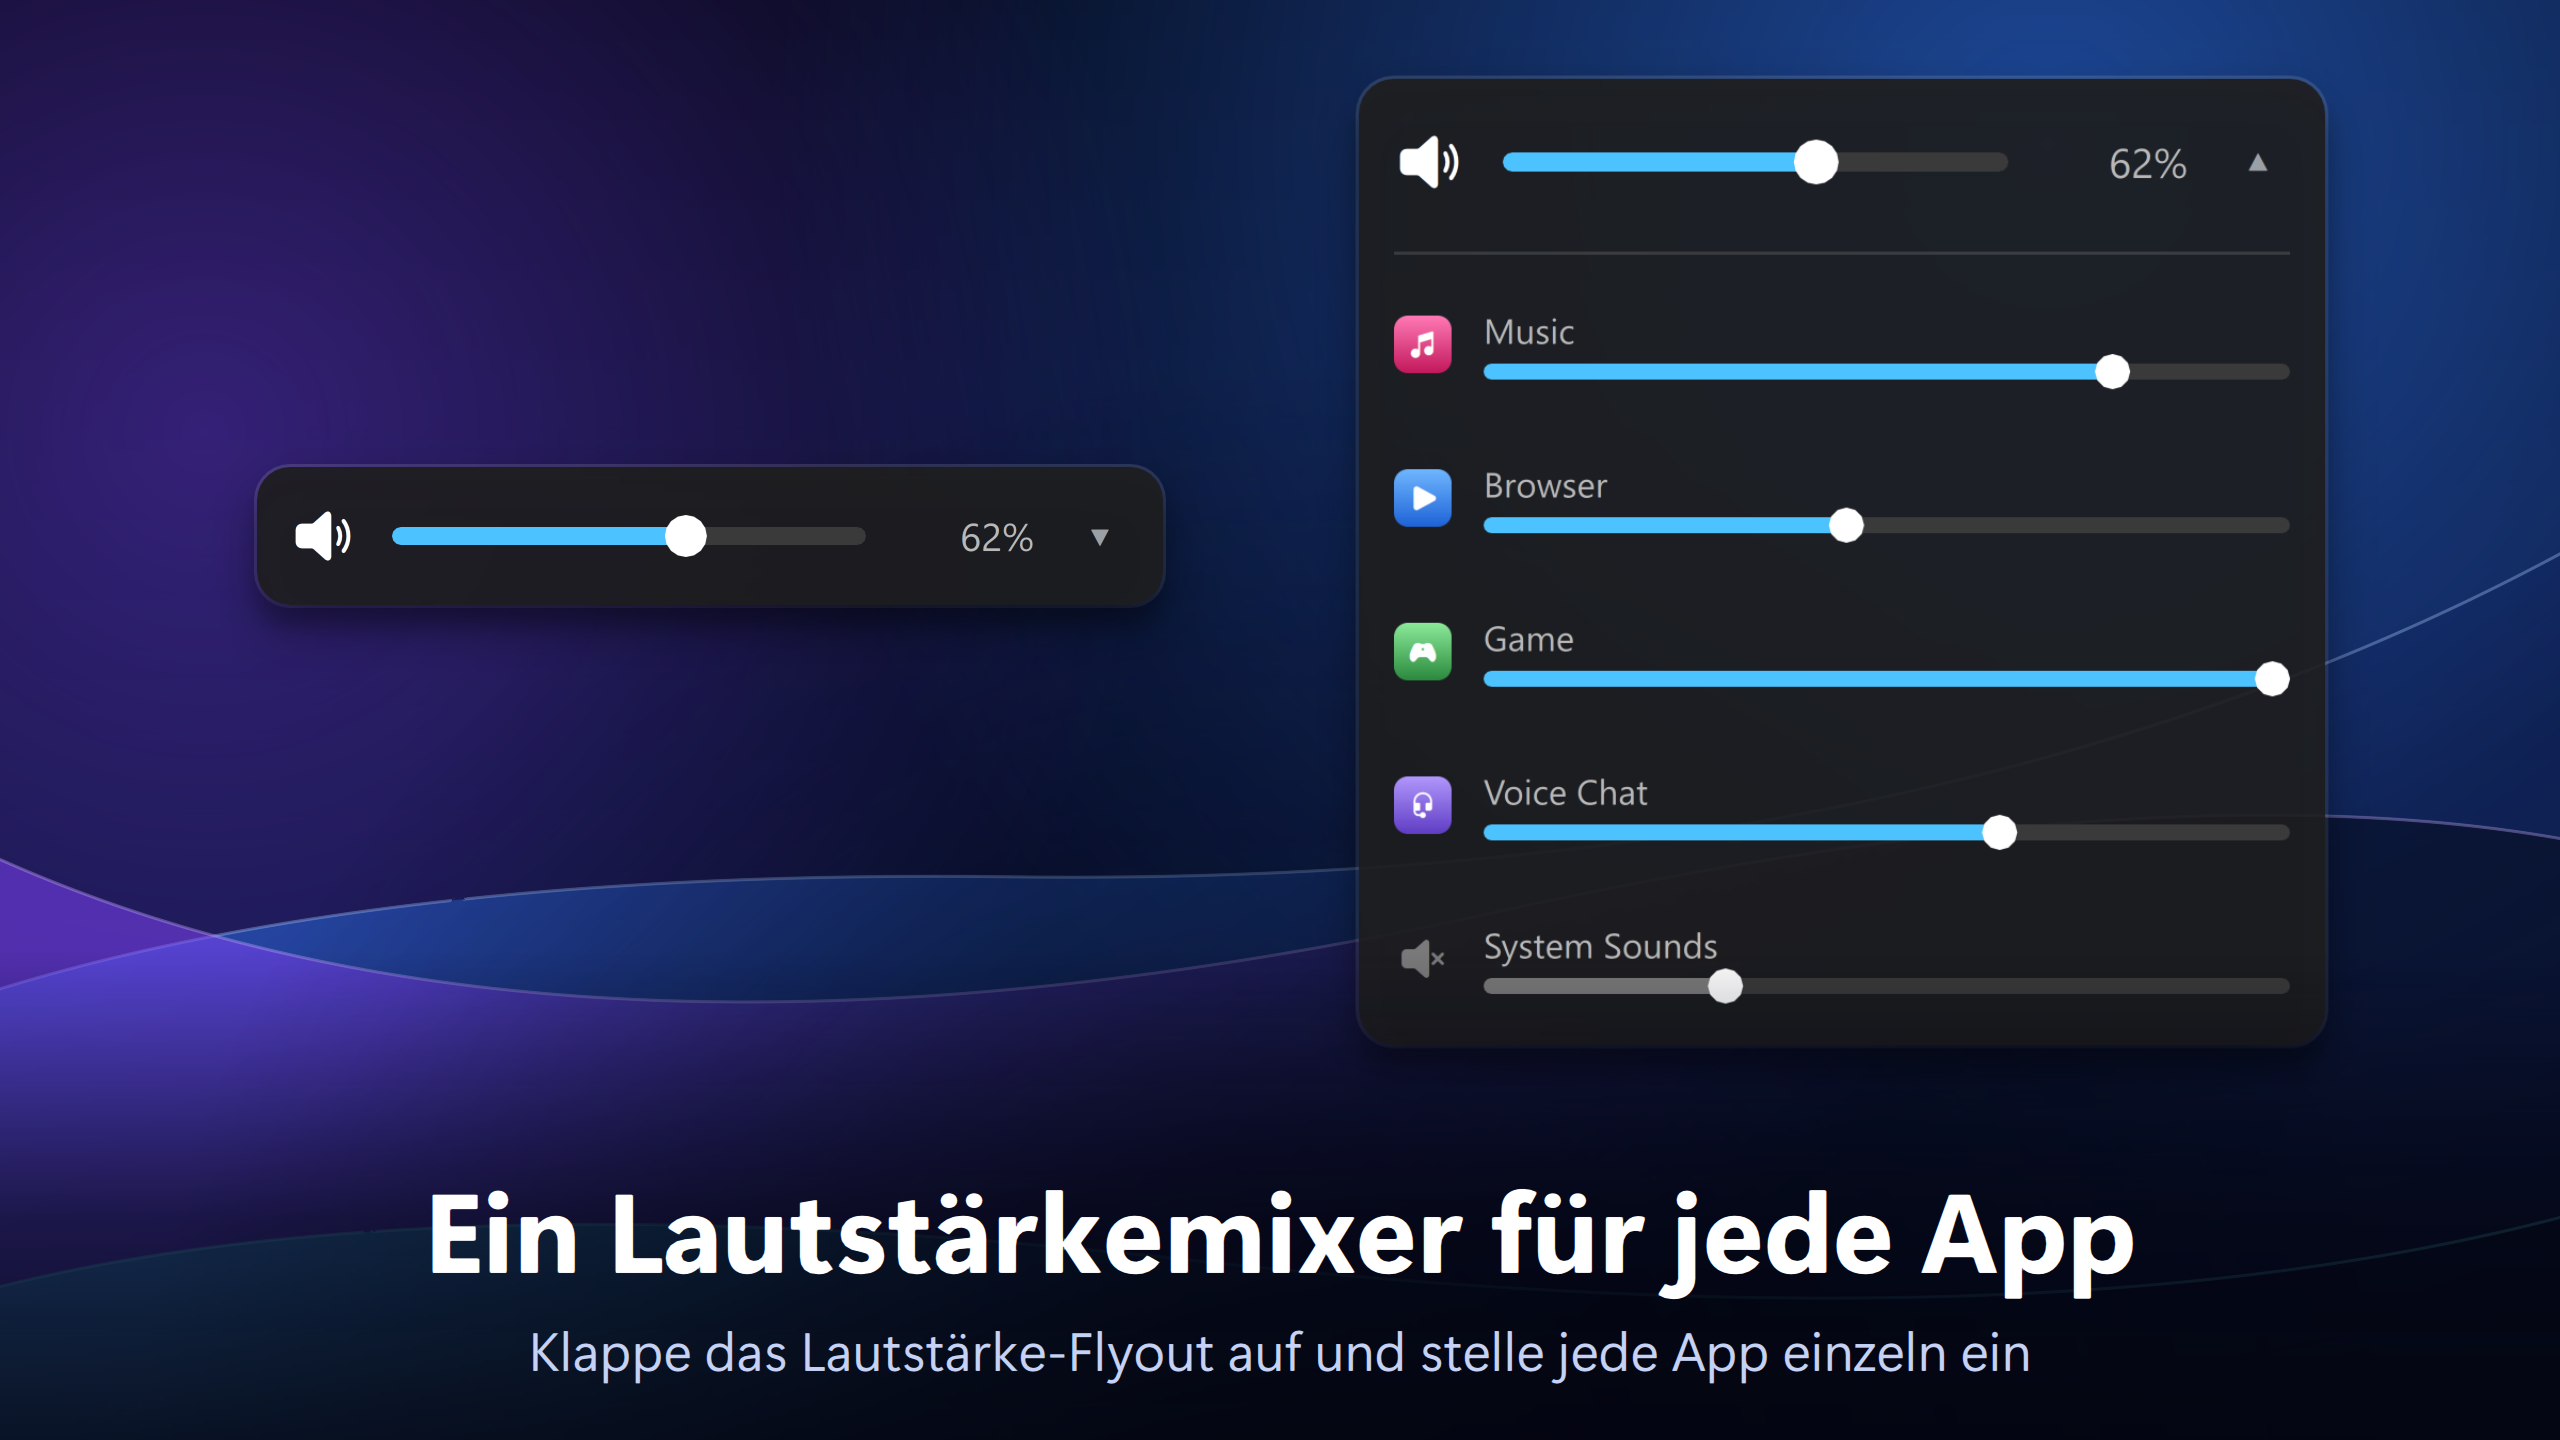 62%
62%
Music
Browser
Game
Voice Chat
System Sounds
Ein Lautstärkemixer für jede App
Klappe das Lautstärke-Flyout auf und stelle jede App einzeln ein